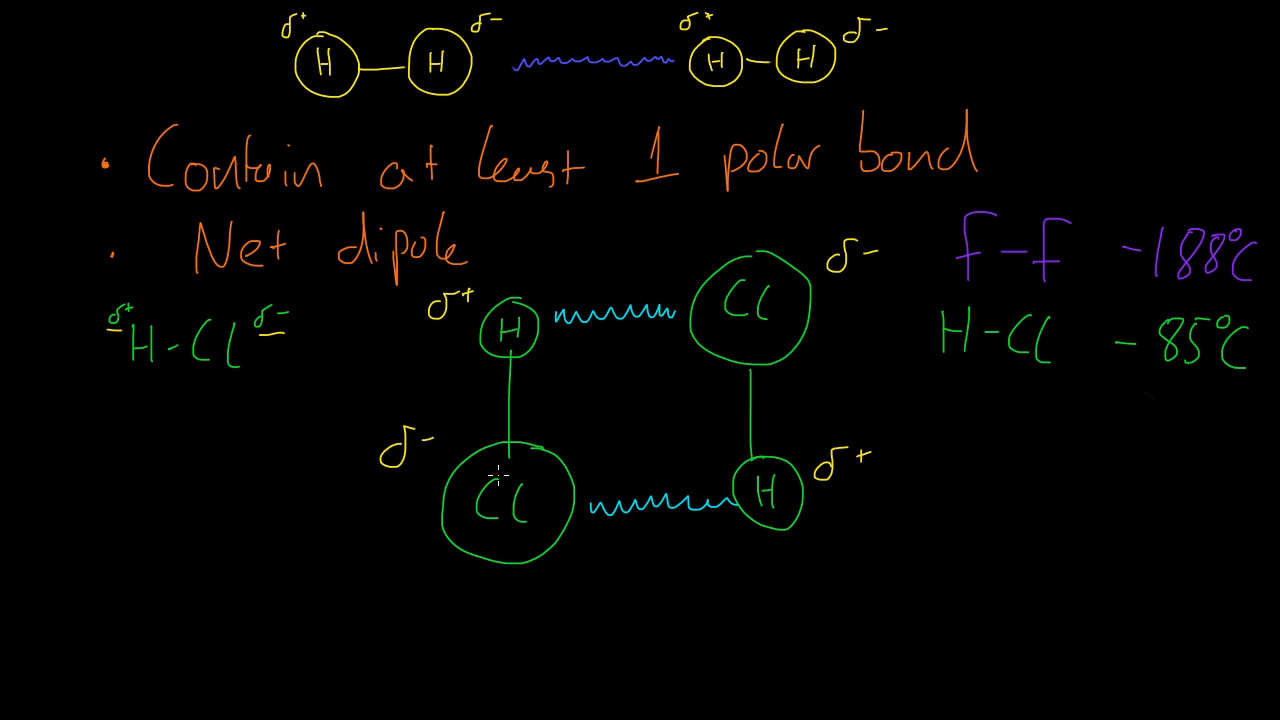 δ+ δ- δ+ δ-
H H H H
• Contain at least 1 polar bond
• Net dipole
F-F -188°C
δ+ H-Cl δ-
H-Cl -85°C
δ+ δ-
H Cl
δ- δ+
Cl H